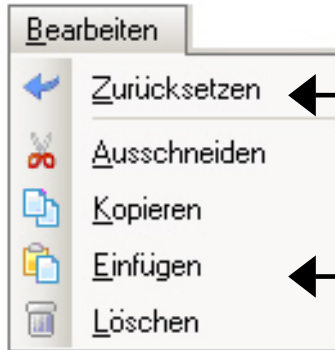 Bearbeiten
Zurücksetzen
Ausschneiden
Kopieren
Einfügen
Löschen